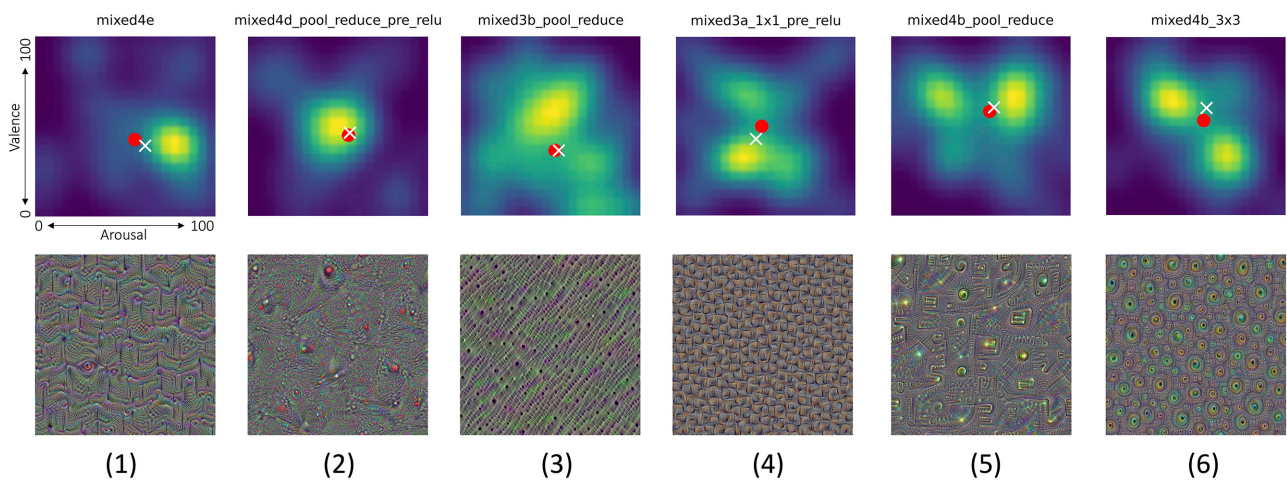 mixed4e
mixed4d_pool_reduce_pre_relu
mixed3b_pool_reduce
mixed3a_1x1_pre_relu
mixed4b_pool_reduce
mixed4b_3x3
100
Valence
0
0
100
Arousal
(1)
(2)
(3)
(4)
(5)
(6)